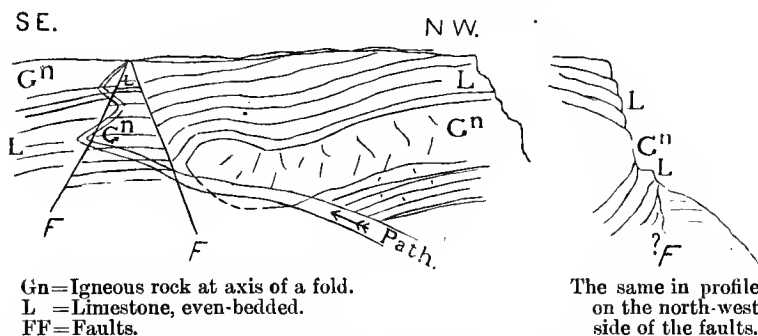 SE.
NW.
Gn
L
L
Gn
L
Gn
L
Gn
L
F
F
Path.
?F
Gn=Igneous rock at axis of a fold.
L =Limestone, even-bedded.
FF=Faults.
The same in profile
on the north-west
side of the faults.